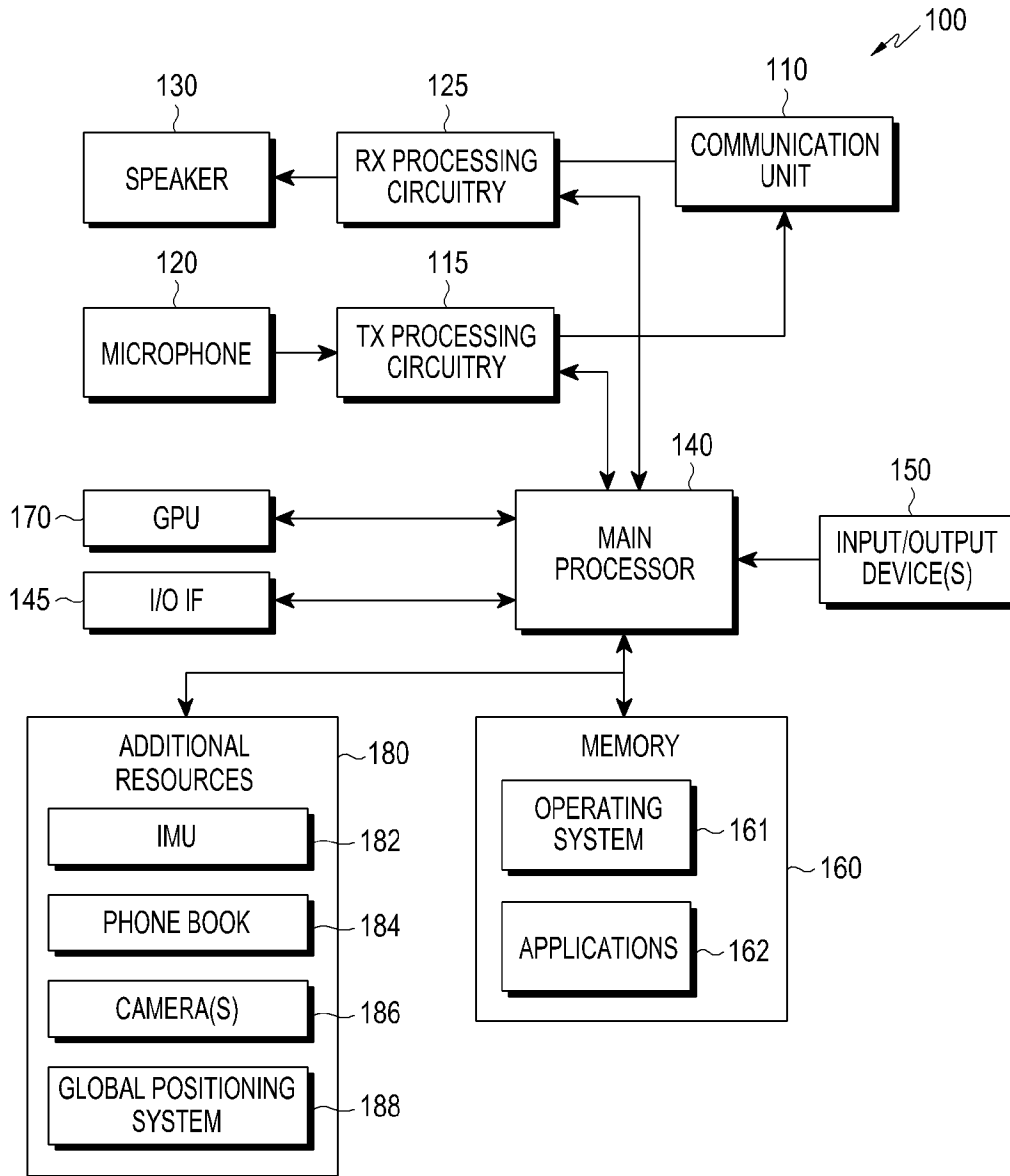 100
130
125
110
SPEAKER
RX PROCESSING
CIRCUITRY
COMMUNICATION
UNIT
120
115
MICROPHONE
TX PROCESSING
CIRCUITRY
140
150
170
GPU
MAIN
PROCESSOR
INPUT/OUTPUT
DEVICE(S)
145
I/O IF
ADDITIONAL
RESOURCES
180
IMU
182
PHONE BOOK
184
CAMERA(S)
186
GLOBAL POSITIONING
SYSTEM
188
MEMORY
OPERATING
SYSTEM
161
160
APPLICATIONS
162